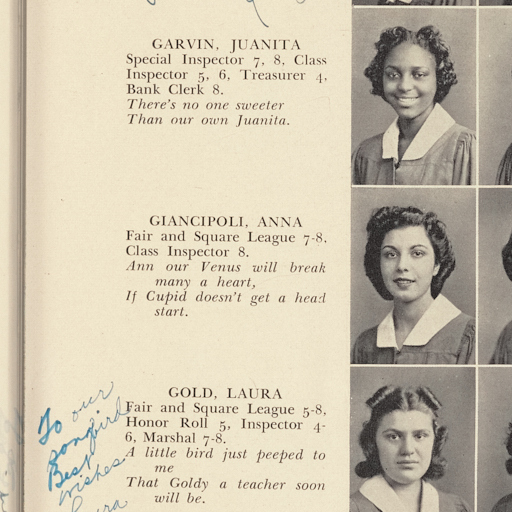 GARVIN, JUANITA
Special Inspector 7, 8, Class
Inspector 5, 6, Treasurer 4,
Bank Clerk 8.
There's no one sweeter
Than our own Juanita.
GIANCIPOLI, ANNA
Fair and Square League 7-8,
Class Inspector 8.
Ann our Venus will break
many a heart,
If Cupid doesn't get a head
start.
GOLD, LAURA
Fair and Square League 5-8,
Honor Roll 5, Inspector 4-
6, Marshal 7-8.
A little bird just peeped to
me
That Goldy a teacher soon
will be.
To our
songbird
Best
wishes
Laura